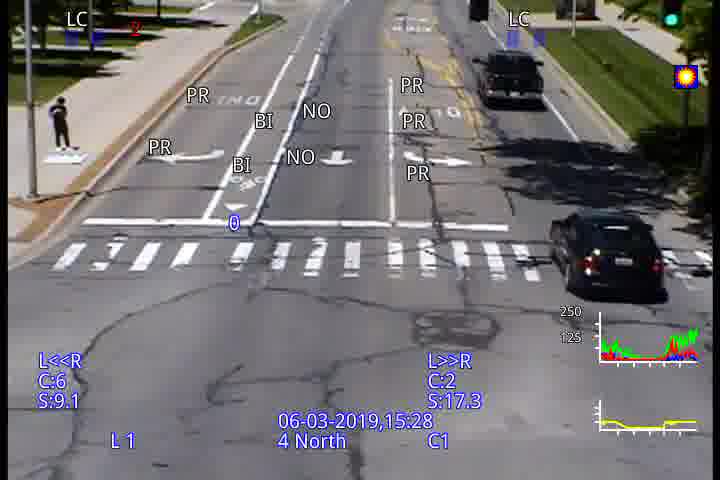 LC
2
LC
PR
PR
NO
BI
PR
PR
NO
BI
PR
0
250
125
L<<R
C:6
S:9.1
L>>R
C:2
S:17.3
06-03-2019,15:28
L 1
4 North
C1